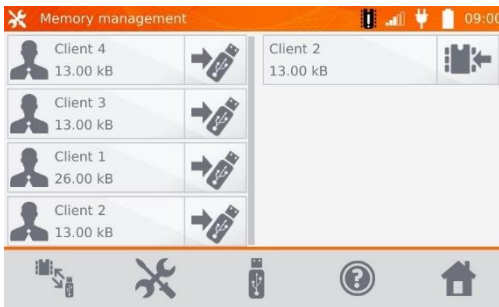 Memory management
09:00
Client 4
13.00 kB
Client 3
13.00 kB
Client 1
26.00 kB
Client 2
13.00 kB
Client 2
13.00 kB